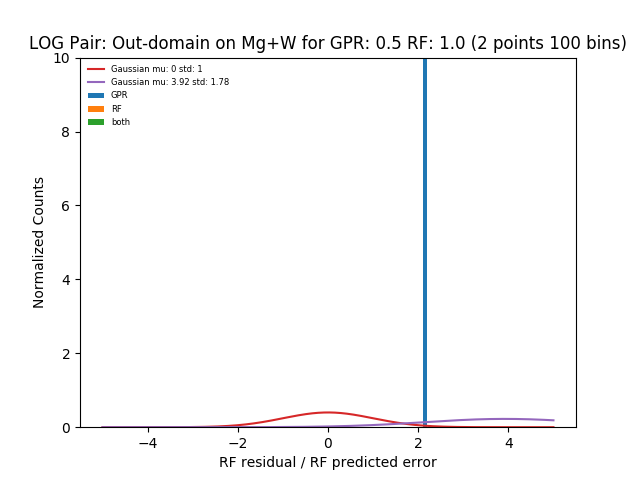 LOG Pair: Out-domain on Mg+W for GPR: 0.5 RF: 1.0 (2 points 100 bins)
Gaussian mu: 0 std: 1
Gaussian mu: 3.92 std: 1.78
GPR
RF
both
10
8
6
4
2
0
Normalized Counts
−4 −2 0 2 4
RF residual / RF predicted error